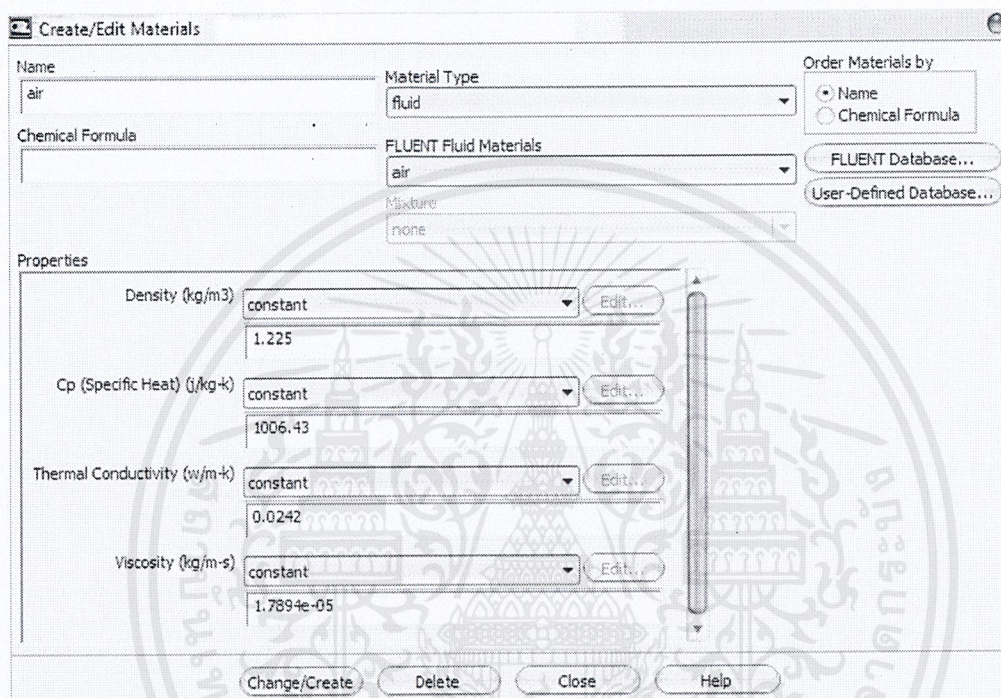 Create/Edit Materials
Name
air
Chemical Formula
Material Type
fluid
FLUENT Fluid Materials
air
Mixture
none
Order Materials by
Name
Chemical Formula
FLUENT Database...
User-Defined Database...
Properties
Density (kg/m3)
constant
Edit...
1.225
Cp (Specific Heat) (j/kg-k)
constant
Edit...
1006.43
Thermal Conductivity (w/m-k)
constant
Edit...
0.0242
Viscosity (kg/m-s)
constant
Edit...
1.7894e-05
Change/Create
Delete
Close
Help